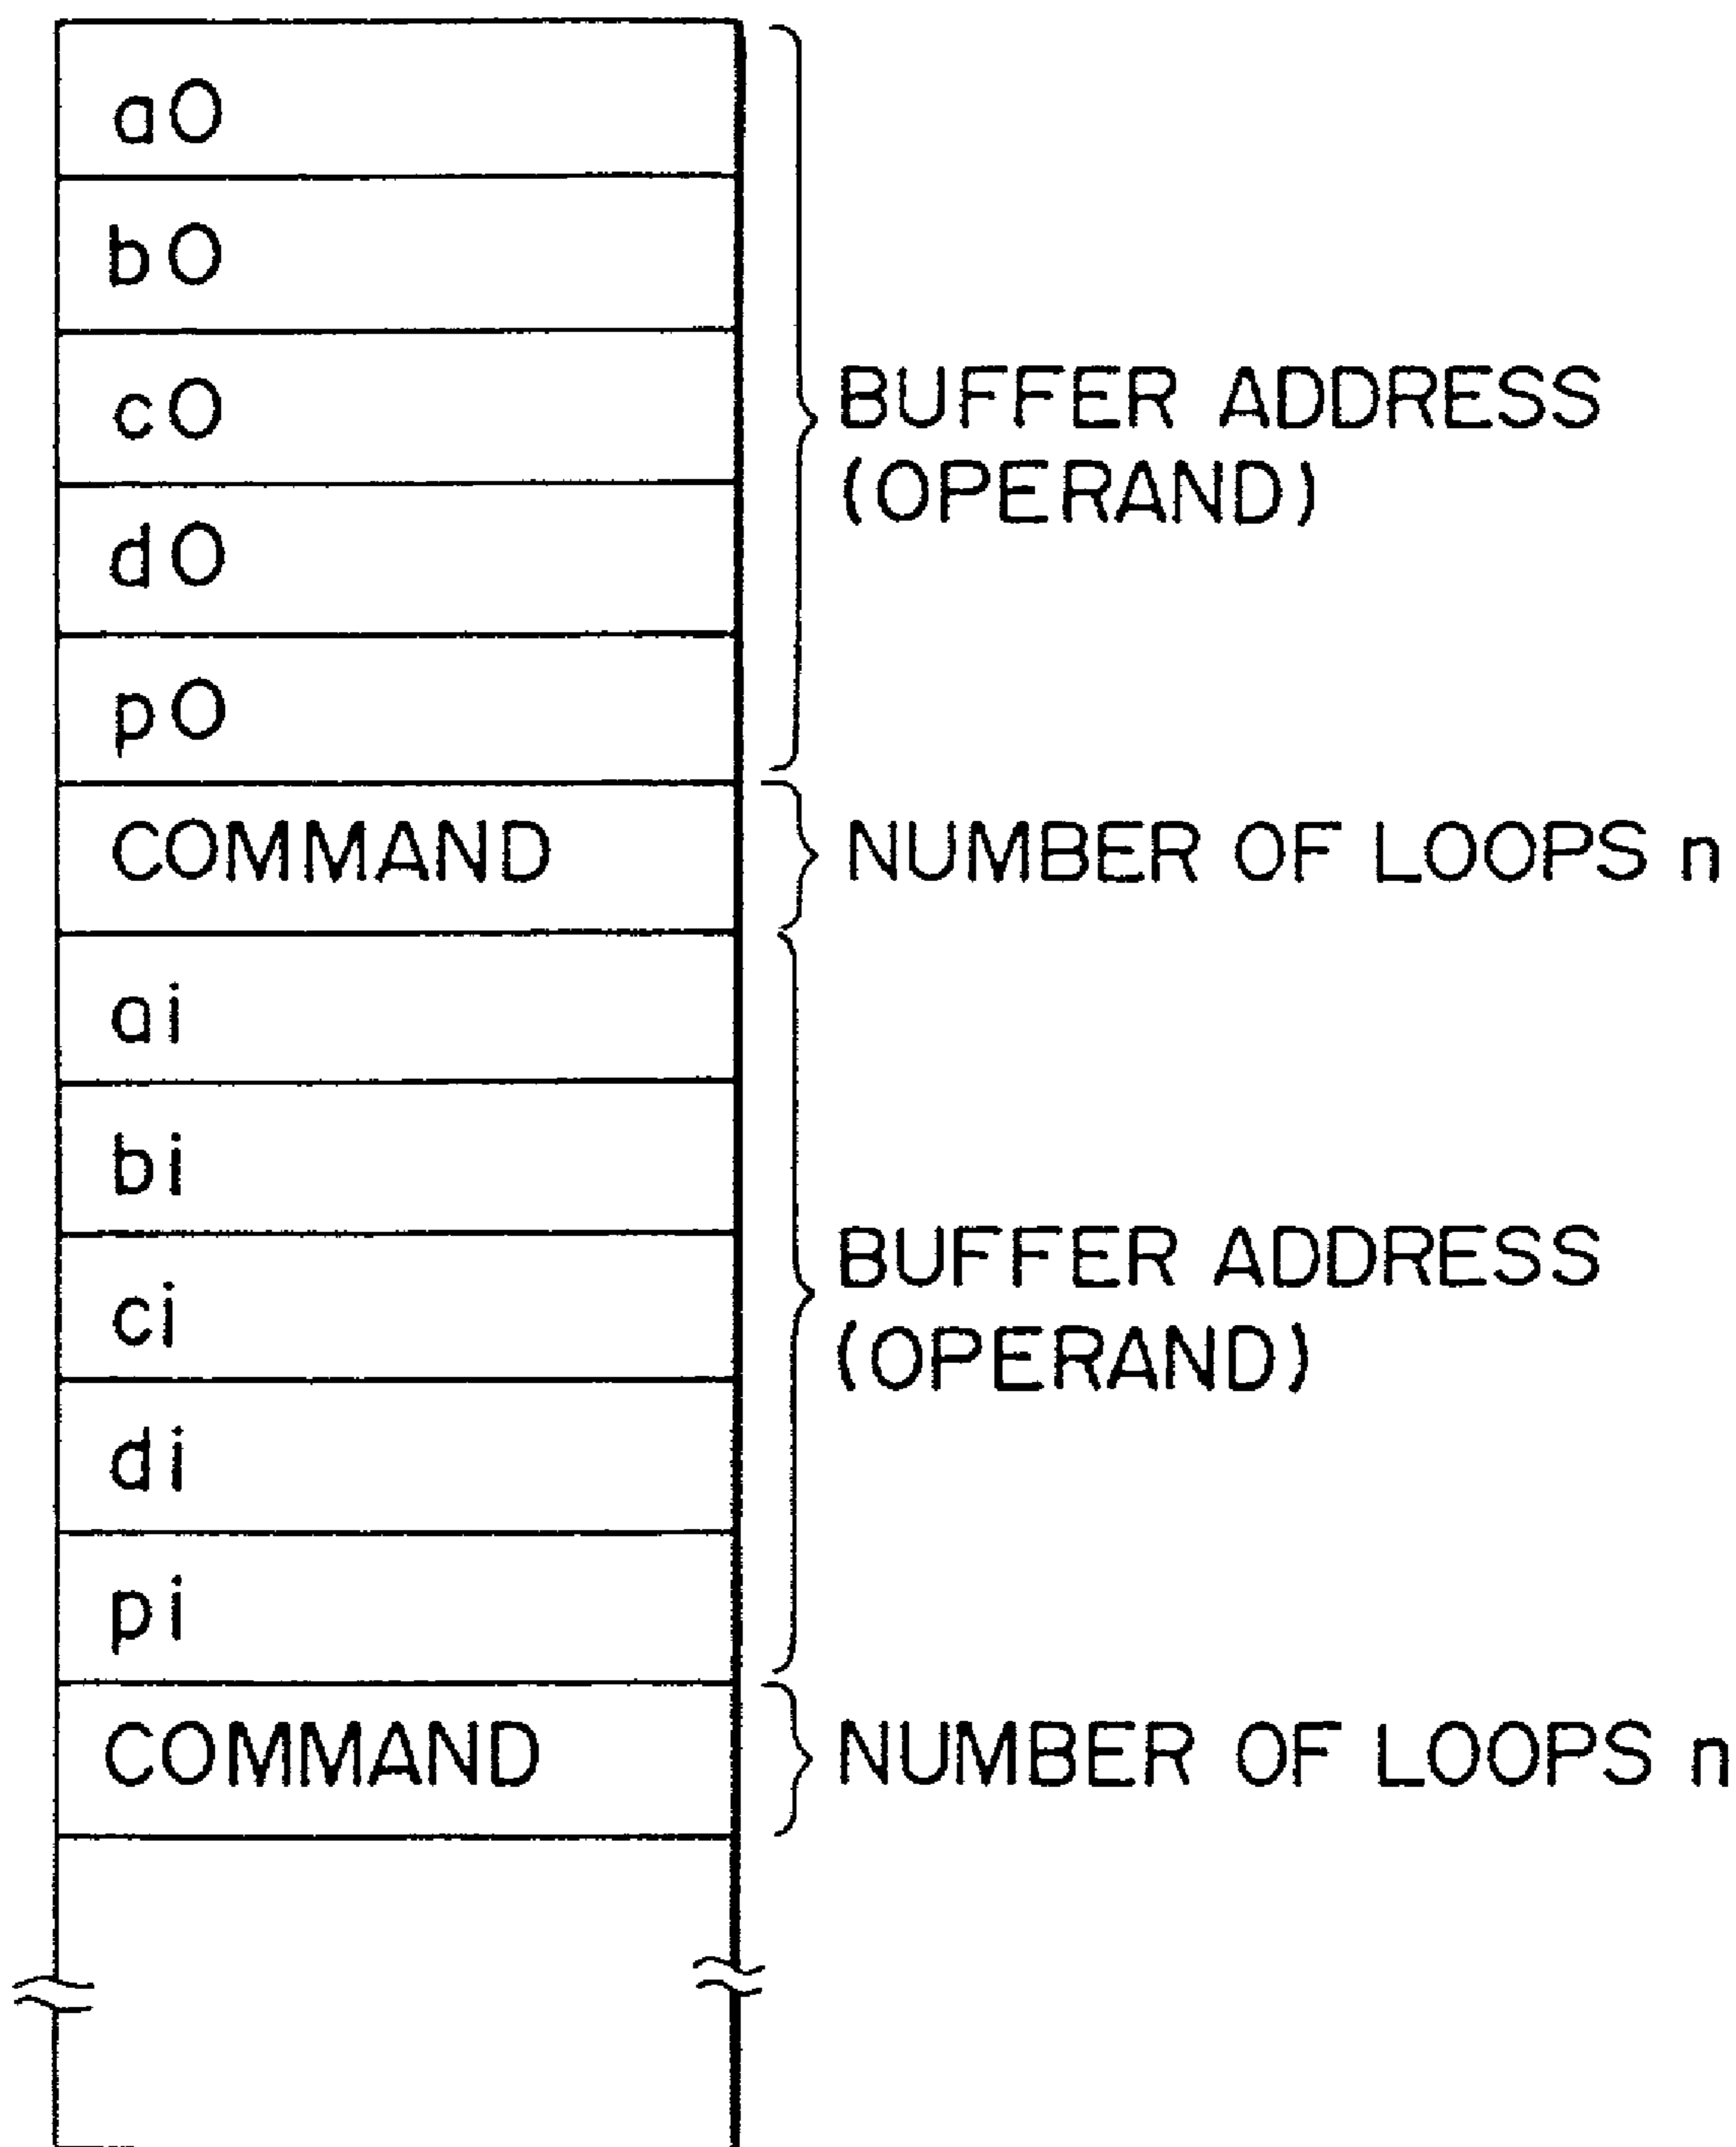 a0
b0
c0
d0
p0
BUFFER ADDRESS
(OPERAND)
COMMAND
NUMBER OF LOOPS n
ai
bi
ci
di
pi
BUFFER ADDRESS
(OPERAND)
COMMAND
NUMBER OF LOOPS n